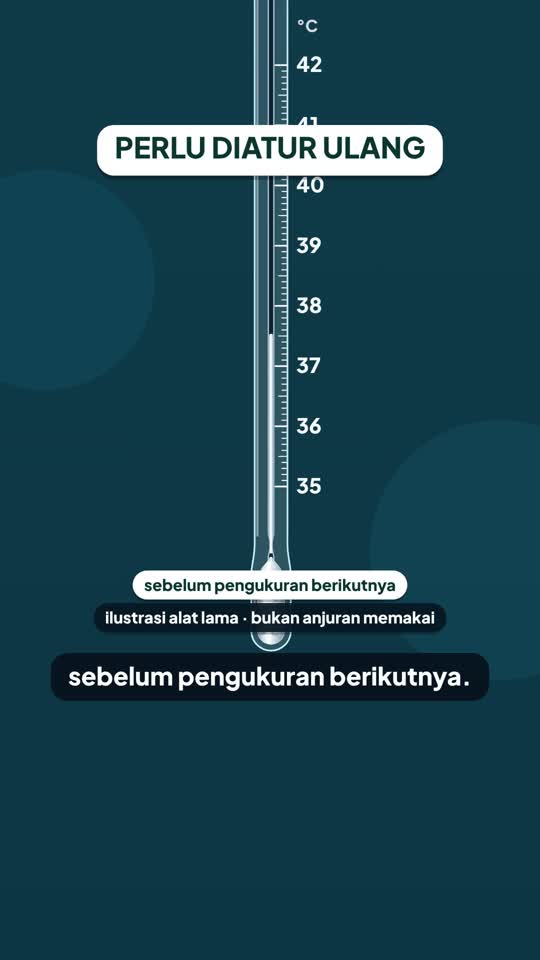 °C
42
41
PERLU DIATUR ULANG
40
39
38
37
36
35
sebelum pengukuran berikutnya
ilustrasi alat lama · bukan anjuran memakai
sebelum pengukuran berikutnya.